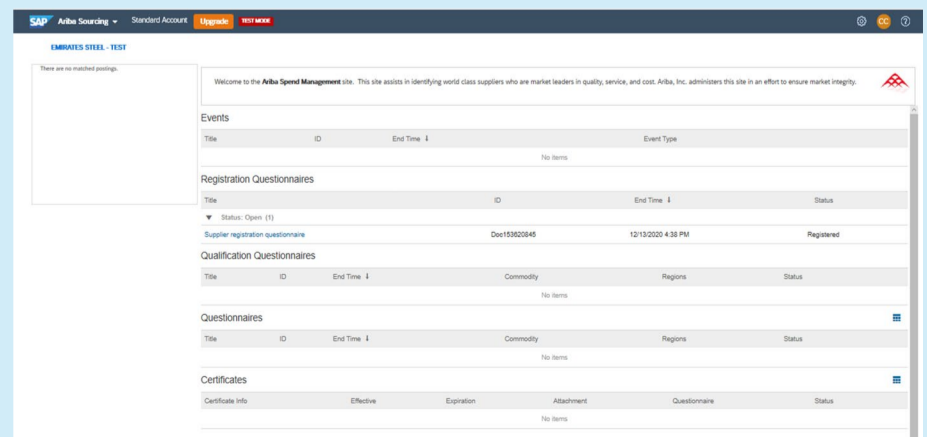 SAP Ariba Sourcing Standard Account Upgrade TEST MODE CC
EMIRATES STEEL - TEST
There are no matched postings.
Welcome to the Ariba Spend Management site. This site assists in identifying world class suppliers who are market leaders in quality, service, and cost. Ariba, Inc. administers this site in an effort to ensure market integrity.
Events
Title ID End Time ↓ Event Type
No items
Registration Questionnaires
Title ID End Time ↓ Status
▼ Status: Open (1)
Supplier registration questionnaire Doc153620845 12/13/2020 4:38 PM Registered
Qualification Questionnaires
Title ID End Time ↓ Commodity Regions Status
No items
Questionnaires
Title ID End Time ↓ Commodity Regions Status
No items
Certificates
Certificate Info Effective Expiration Attachment Questionnaire Status
No items